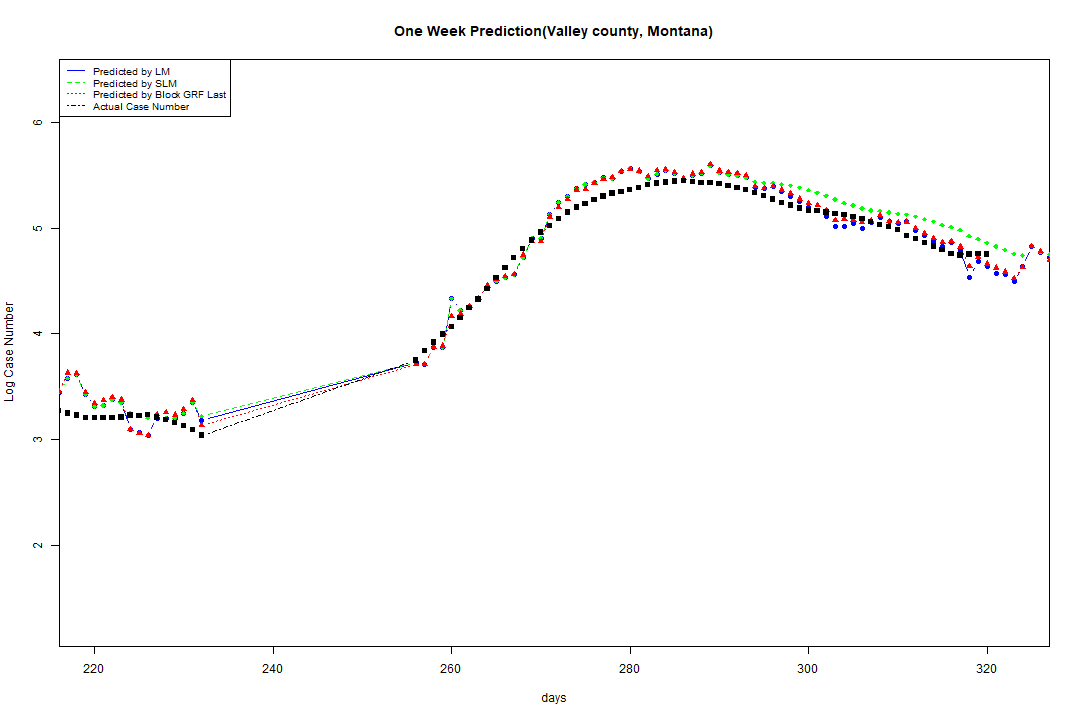 One Week Prediction(Valley county, Montana)
Predicted by LM
Predicted by SLM
Predicted by Block GRF Last
Actual Case Number
Log Case Number
6
5
4
3
2
220 240 260 280 300 320
days